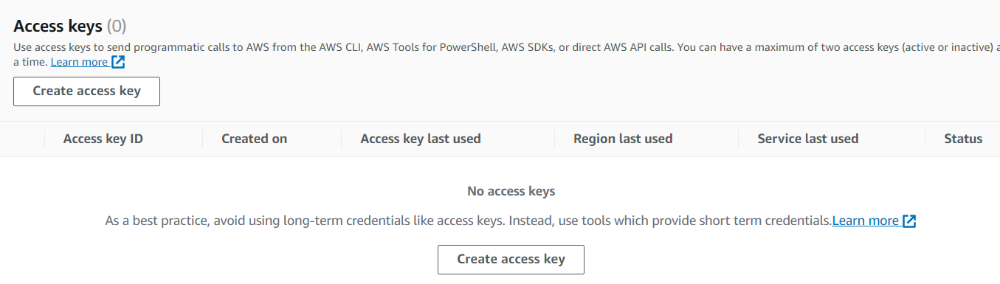 Access keys (0)
Use access keys to send programmatic calls to AWS from the AWS CLI, AWS Tools for PowerShell, AWS SDKs, or direct AWS API calls. You can have a maximum of two access keys (active or inactive)
a time. Learn more
Create access key
Access key ID Created on Access key last used Region last used Service last used Status
No access keys
As a best practice, avoid using long-term credentials like access keys. Instead, use tools which provide short term credentials.Learn more
Create access key